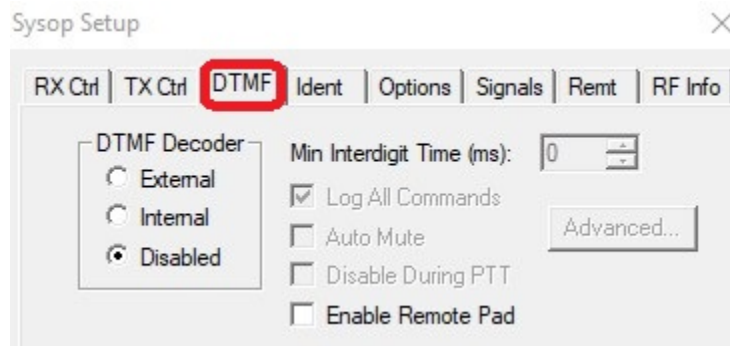 Sysop Setup
RX Ctrl TX Ctrl DTMF Ident Options Signals Remt RF Info
DTMF Decoder
External
Internal
Disabled
Min Interdigit Time (ms): 0
Log All Commands
Auto Mute
Disable During PTT
Enable Remote Pad
Advanced...